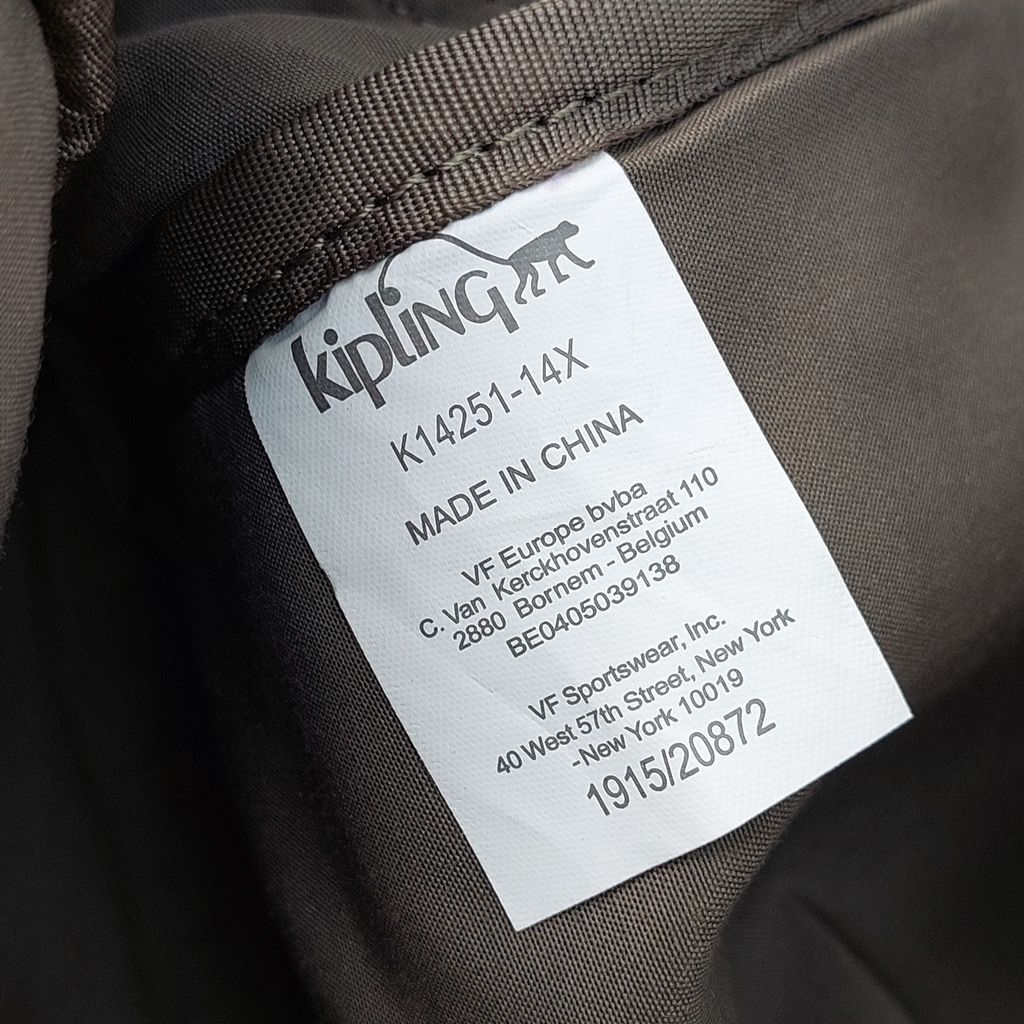 kipling
K14251-14X
MADE IN CHINA
VF Europe bvba
C. Van Kerckhovenstraat 110
2880 Bornem - Belgium
BE0405039138
VF Sportswear, Inc.
40 West 57th Street, New York
-New York 10019
1915/20872